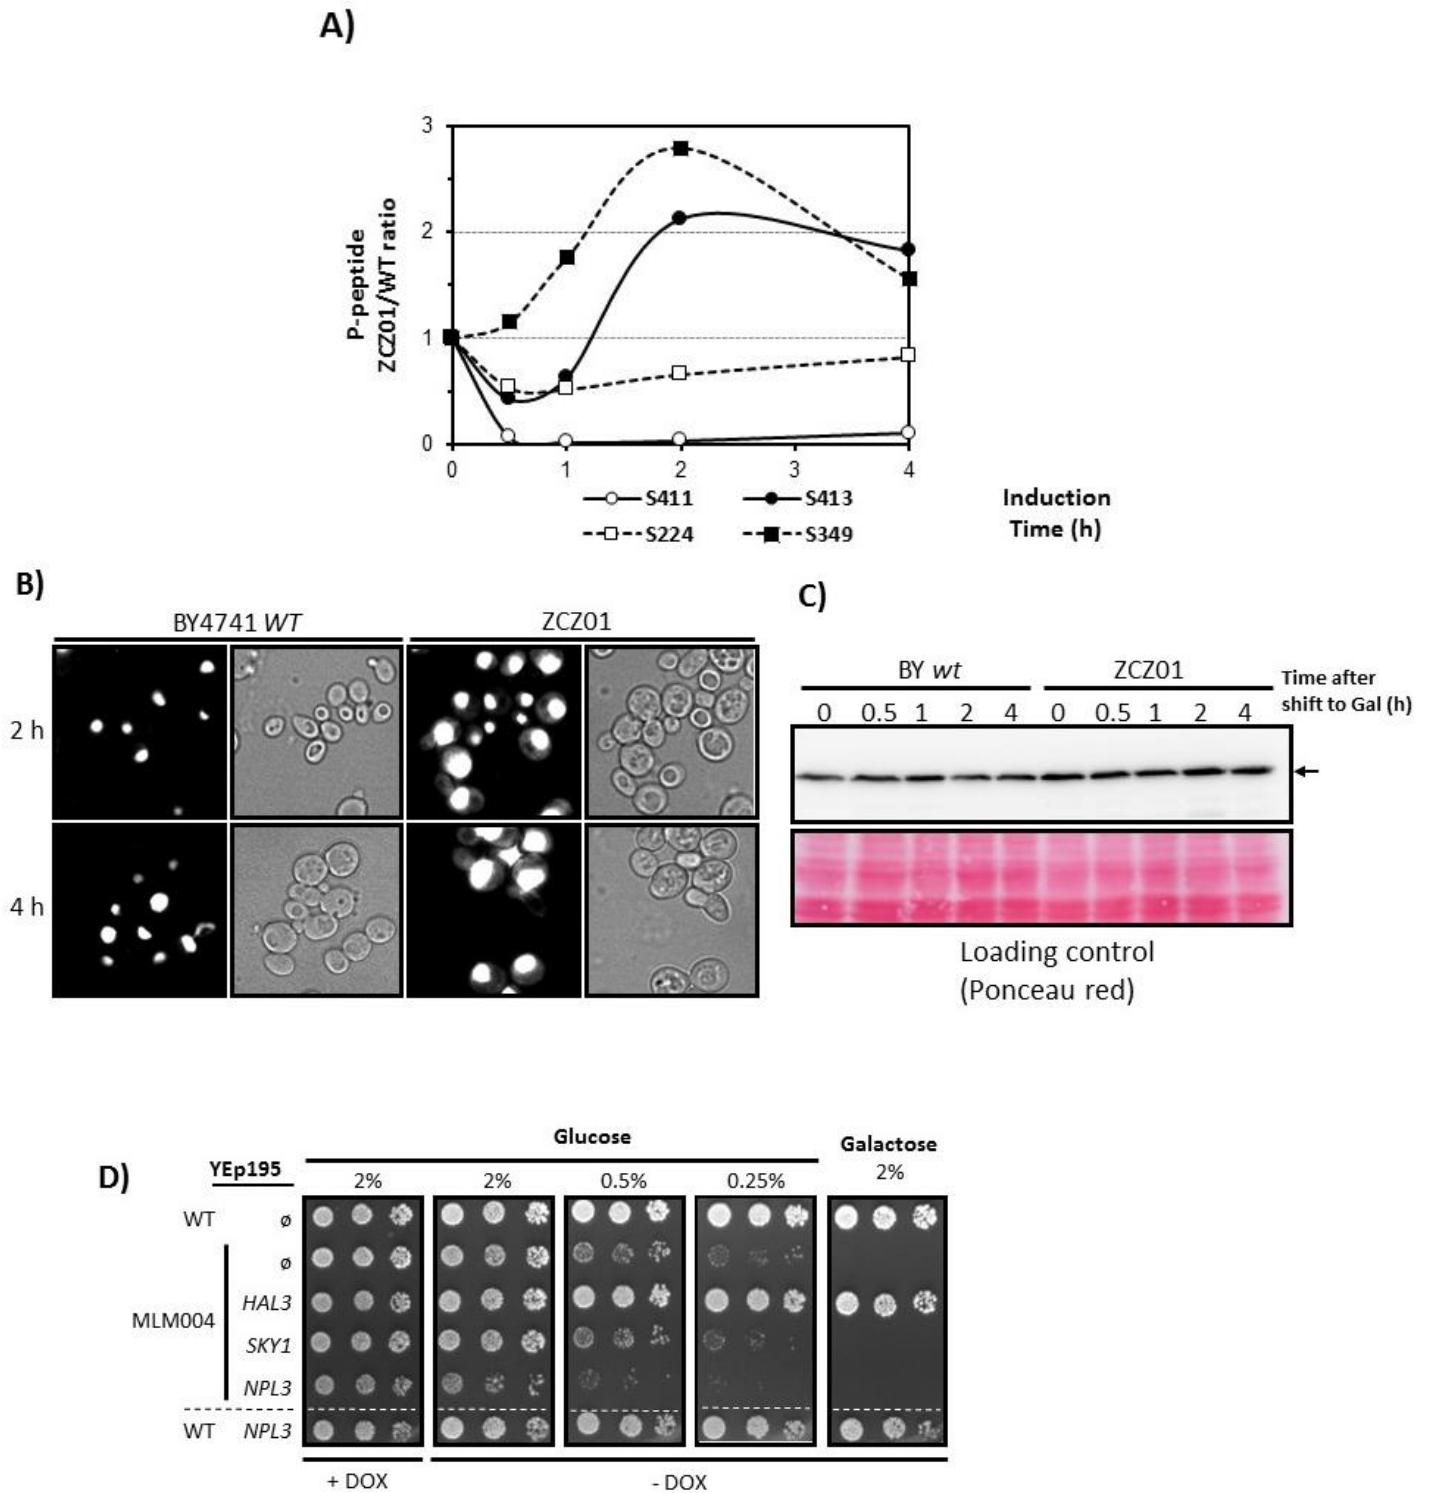 A)
P-peptide
ZCZ01/WT ratio
3
2
1
0
0 1 2 3 4
S411 S413
S224 S349
Induction
Time (h)
B)
BY4741 WT ZCZ01
2 h
4 h
C)
BY wt ZCZ01
Time after
shift to Gal (h)
0 0.5 1 2 4 0 0.5 1 2 4
Loading control
(Ponceau red)
D)
Glucose
Galactose
YEp195
2% 2% 0.5% 0.25% 2%
WT ø
ø
HAL3
MLM004
SKY1
NPL3
WT NPL3
+ DOX
- DOX